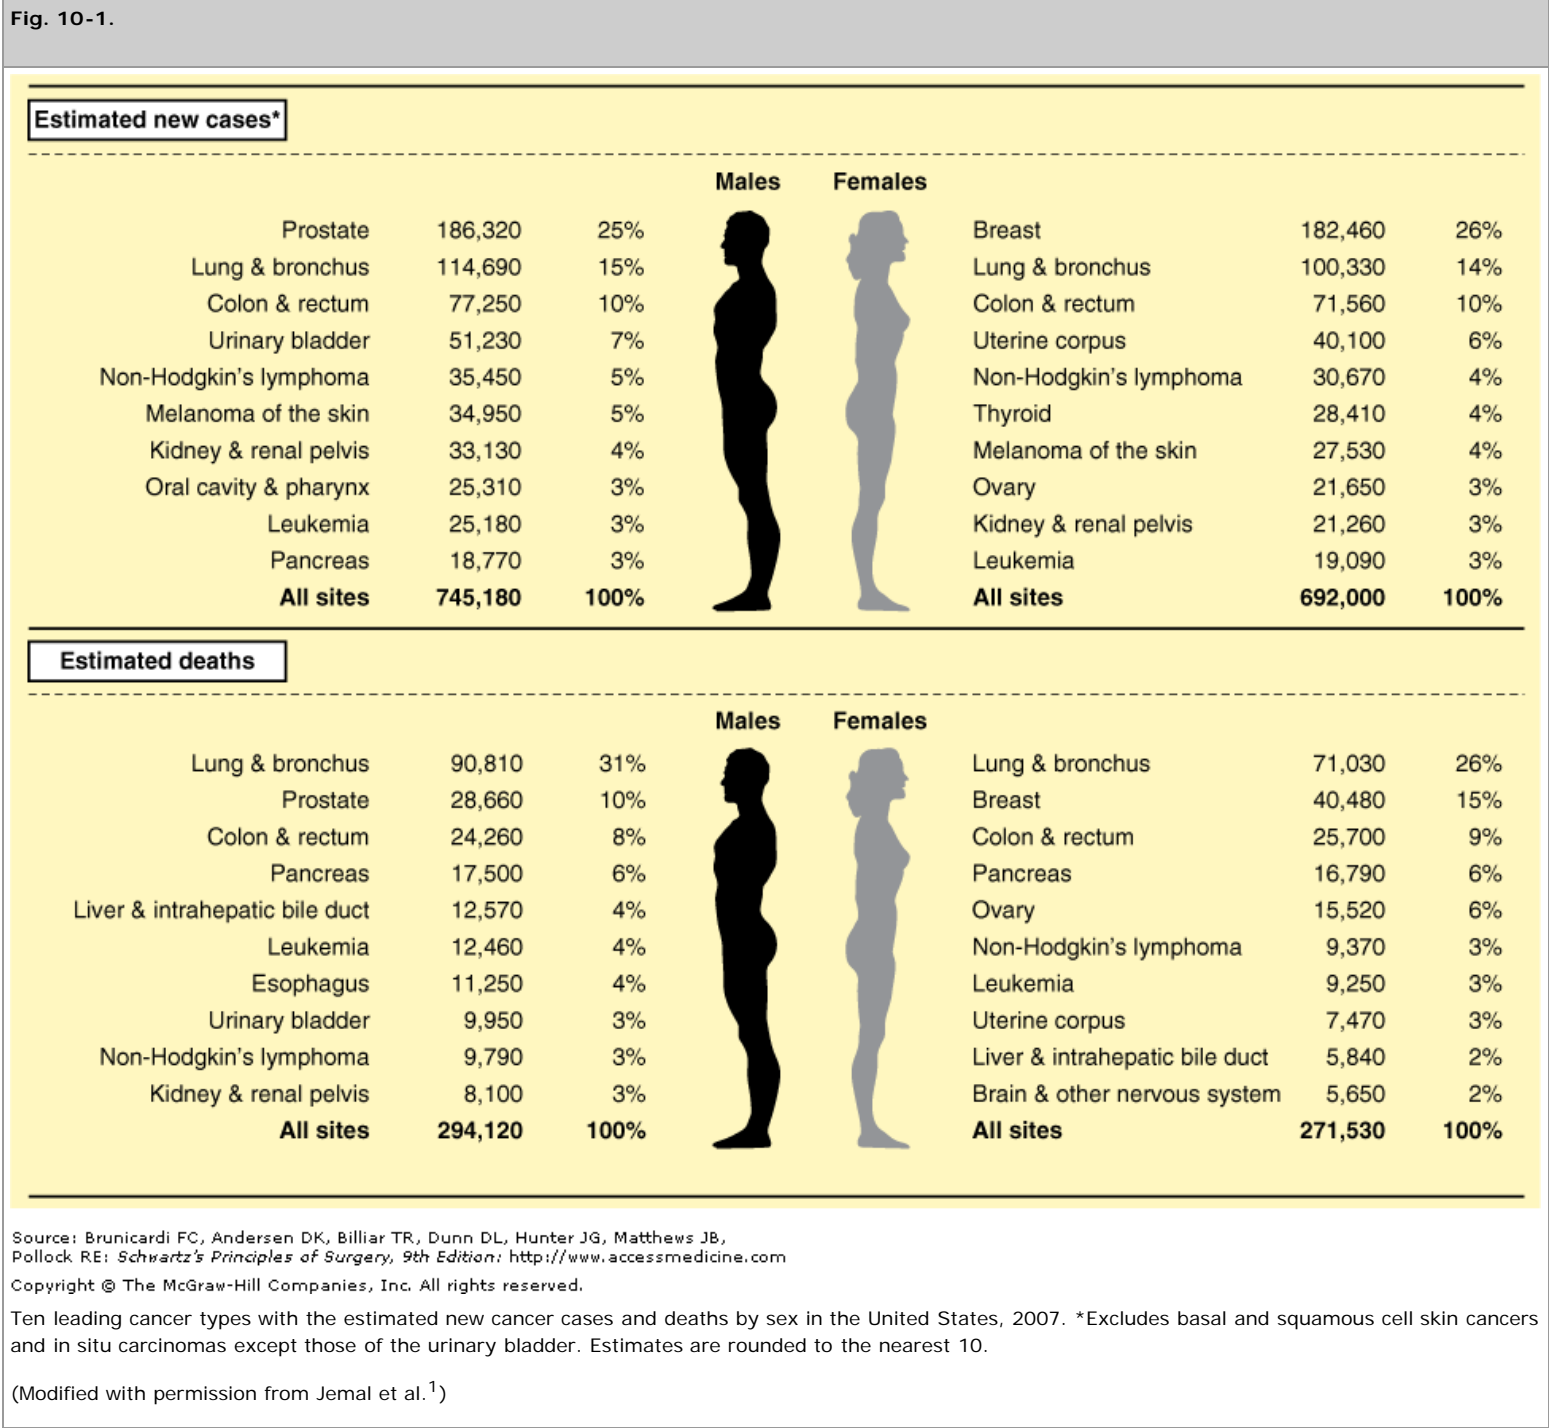 Fig. 10-1.
Estimated new cases*
Males Females
Prostate 186,320 25% Breast 182,460 26%
Lung & bronchus 114,690 15% Lung & bronchus 100,330 14%
Colon & rectum 77,250 10% Colon & rectum 71,560 10%
Urinary bladder 51,230 7% Uterine corpus 40,100 6%
Non-Hodgkin's lymphoma 35,450 5% Non-Hodgkin's lymphoma 30,670 4%
Melanoma of the skin 34,950 5% Thyroid 28,410 4%
Kidney & renal pelvis 33,130 4% Melanoma of the skin 27,530 4%
Oral cavity & pharynx 25,310 3% Ovary 21,650 3%
Leukemia 25,180 3% Kidney & renal pelvis 21,260 3%
Pancreas 18,770 3% Leukemia 19,090 3%
All sites 745,180 100% All sites 692,000 100%
Estimated deaths
Males Females
Lung & bronchus 90,810 31% Lung & bronchus 71,030 26%
Prostate 28,660 10% Breast 40,480 15%
Colon & rectum 24,260 8% Colon & rectum 25,700 9%
Pancreas 17,500 6% Pancreas 16,790 6%
Liver & intrahepatic bile duct 12,570 4% Ovary 15,520 6%
Leukemia 12,460 4% Non-Hodgkin's lymphoma 9,370 3%
Esophagus 11,250 4% Leukemia 9,250 3%
Urinary bladder 9,950 3% Uterine corpus 7,470 3%
Non-Hodgkin's lymphoma 9,790 3% Liver & intrahepatic bile duct 5,840 2%
Kidney & renal pelvis 8,100 3% Brain & other nervous system 5,650 2%
All sites 294,120 100% All sites 271,530 100%
Source: Brunicardi FC, Andersen DK, Billiar TR, Dunn DL, Hunter JG, Matthews JB,
Pollock RE: Schwartz's Principles of Surgery, 9th Edition: http://www.accessmedicine.com
Copyright © The McGraw-Hill Companies, Inc. All rights reserved.
Ten leading cancer types with the estimated new cancer cases and deaths by sex in the United States, 2007. *Excludes basal and squamous cell skin cancers
and in situ carcinomas except those of the urinary bladder. Estimates are rounded to the nearest 10.
(Modified with permission from Jemal et al.1)